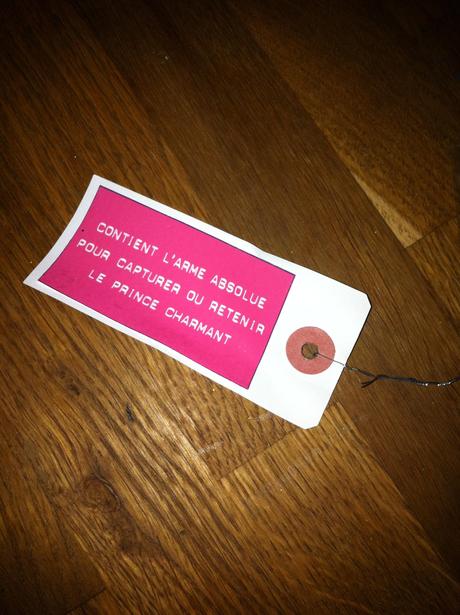 CONTIENT L'ARME ABSOLUE
POUR CAPTURER OU RETENIR
LE PRINCE CHARMANT